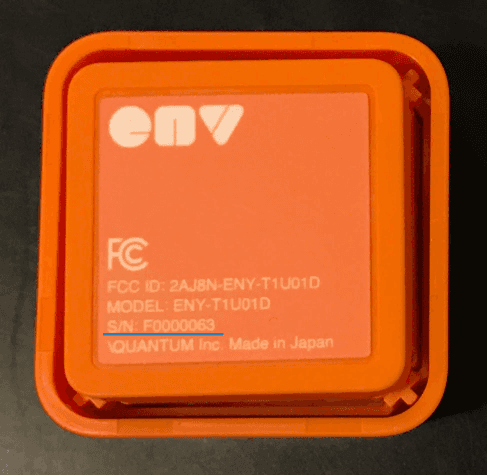 env
FC
FCC ID: 2AJ8N-ENY-T1U01D
MODEL: ENY-T1U01D
S/N: F0000063
\QUANTUM Inc. Made in Japan